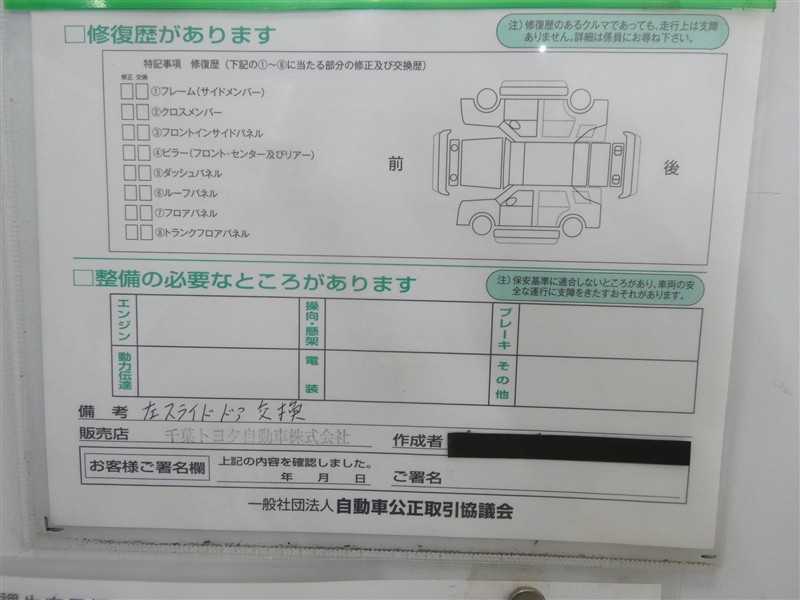 □修復歴があります
注）修復歴のあるクルマであっても、走行上は支障
ありません。詳細は係員にお尋ね下さい。
特記事項 修復歴（下記の①～⑧に当たる部分の修正及び交換歴）
修正 交換
①フレーム（サイドメンバー）
②クロスメンバー
③フロントインサイドパネル
④ピラー（フロント・センター及びリアー）
⑤ダッシュパネル
⑥ルーフパネル
⑦フロアパネル
⑧トランクフロアパネル
前
後
□整備の必要なところがあります
注）保安基準に適合しないところがあり、車両の安
全な運行に支障をきたすおそれがあります。
エンジン
操向・懸架
ブレーキ
動力伝達
電装
その他
備考 左スライドドア交換
販売店 千葉トヨタ自動車株式会社 作成者
お客様ご署名欄
上記の内容を確認しました。
年 月 日 ご署名
一般社団法人 自動車公正取引協議会